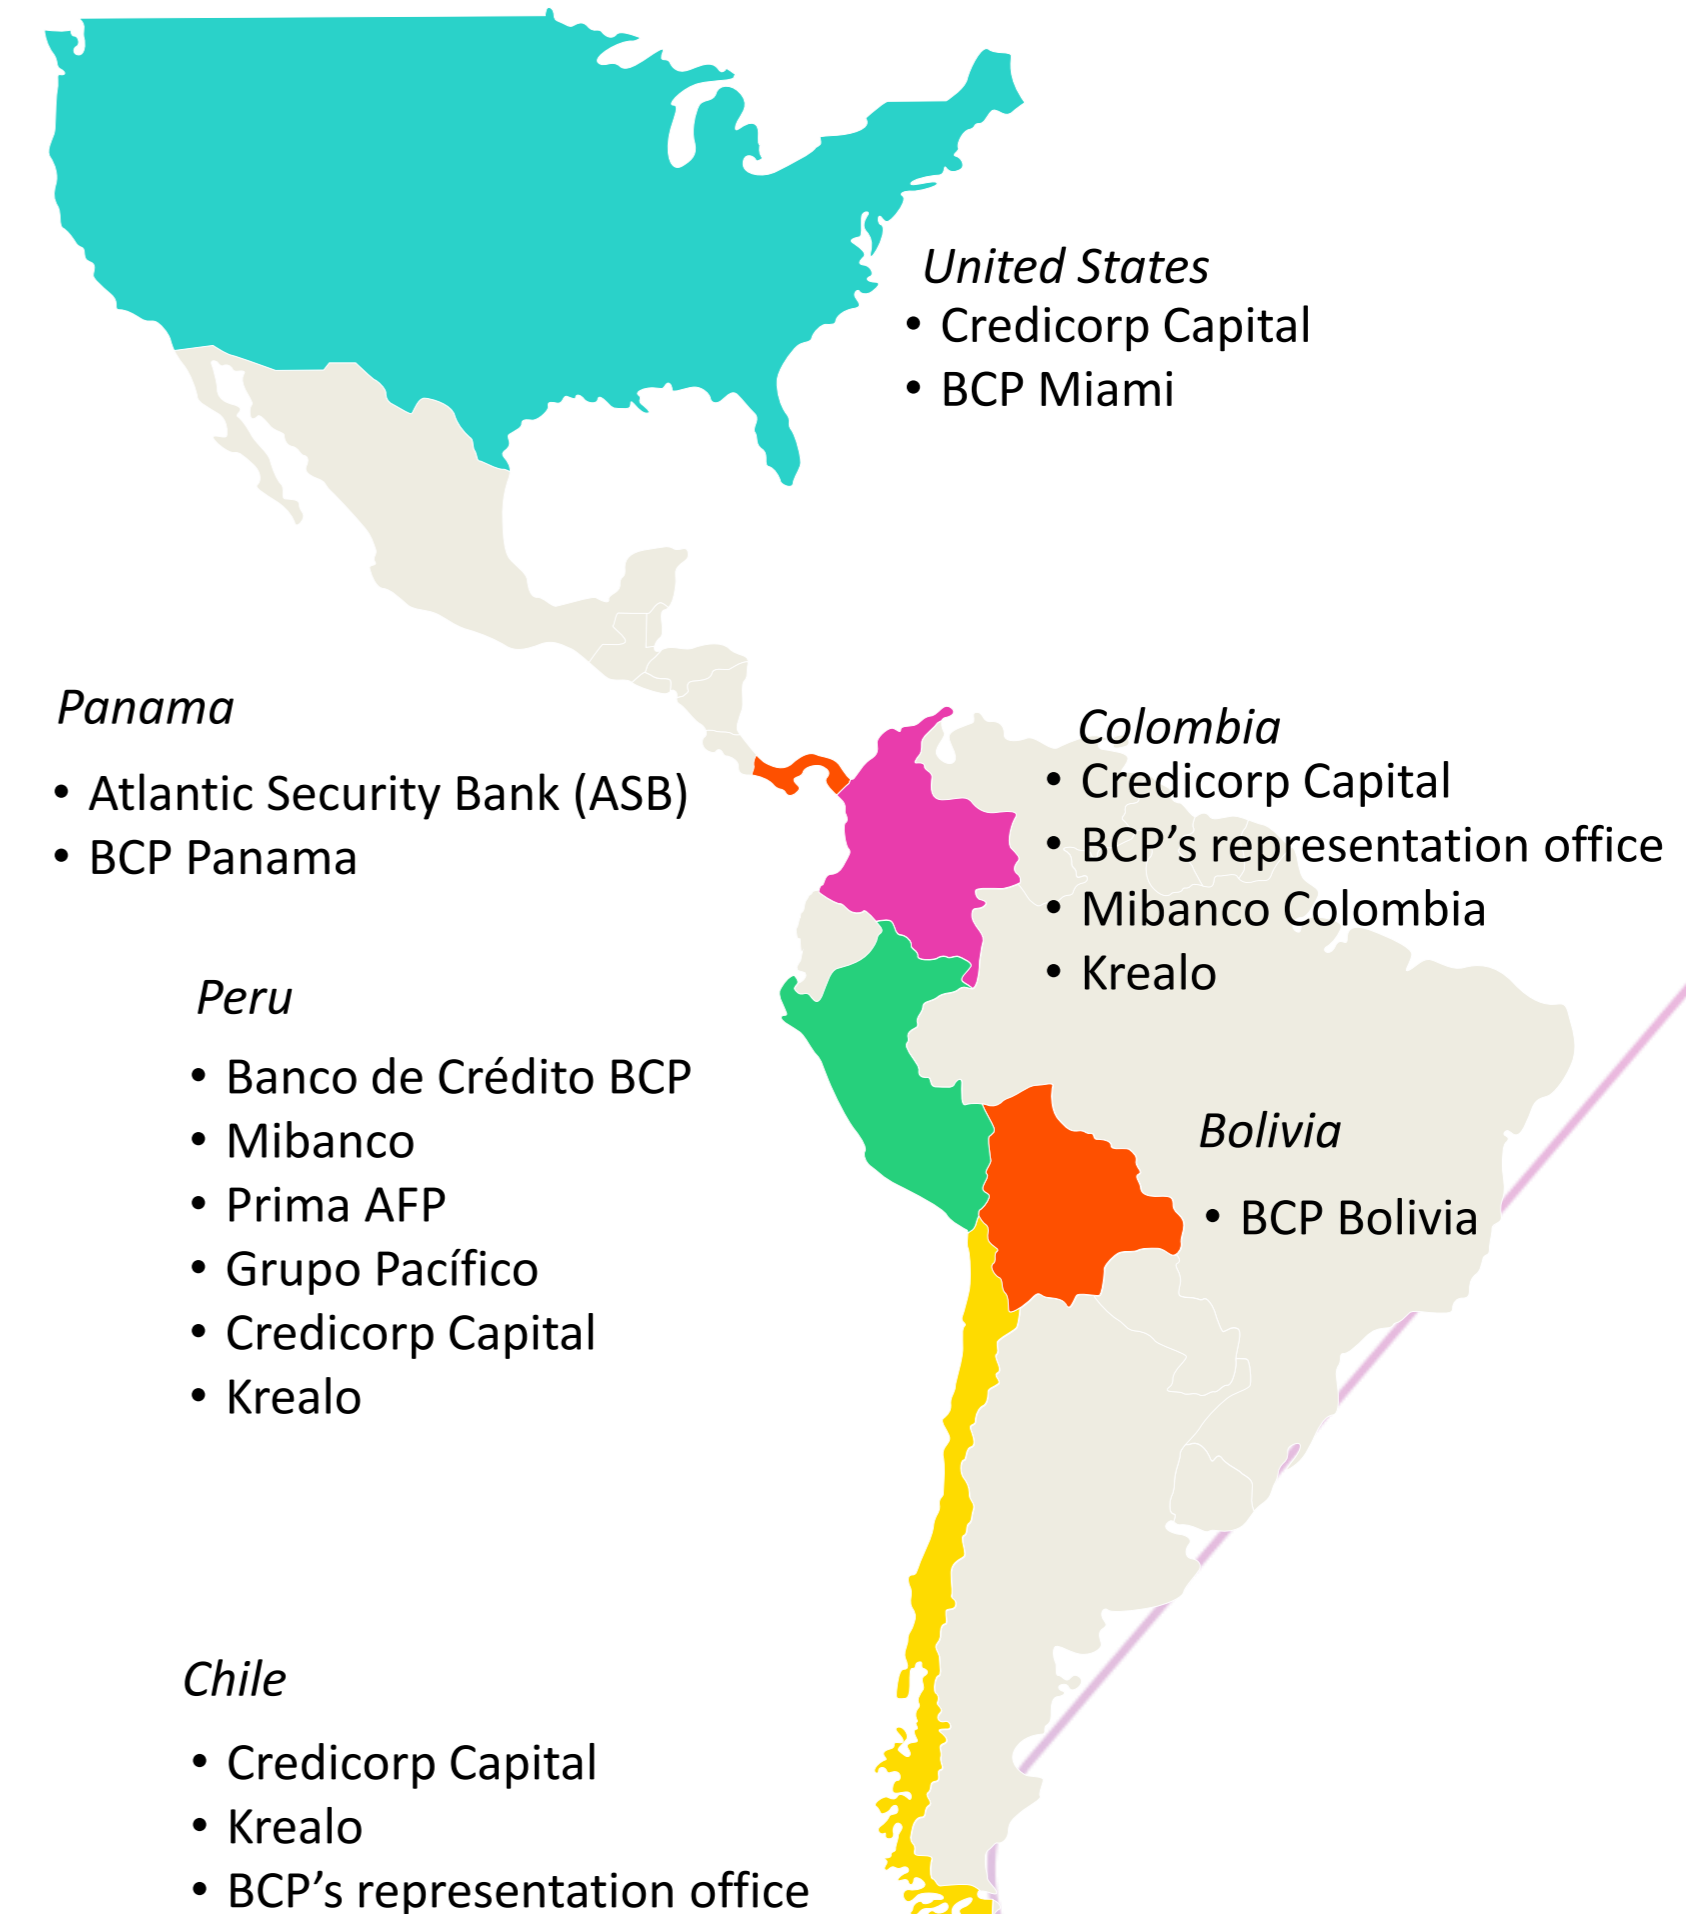 United States
• Credicorp Capital
• BCP Miami
Panama
• Atlantic Security Bank (ASB)
• BCP Panama
Colombia
• Credicorp Capital
• BCP’s representation office
• Mibanco Colombia
• Krealo
Peru
• Banco de Crédito BCP
• Mibanco
• Prima AFP
• Grupo Pacífico
• Credicorp Capital
• Krealo
Bolivia
• BCP Bolivia
Chile
• Credicorp Capital
• Krealo
• BCP’s representation office